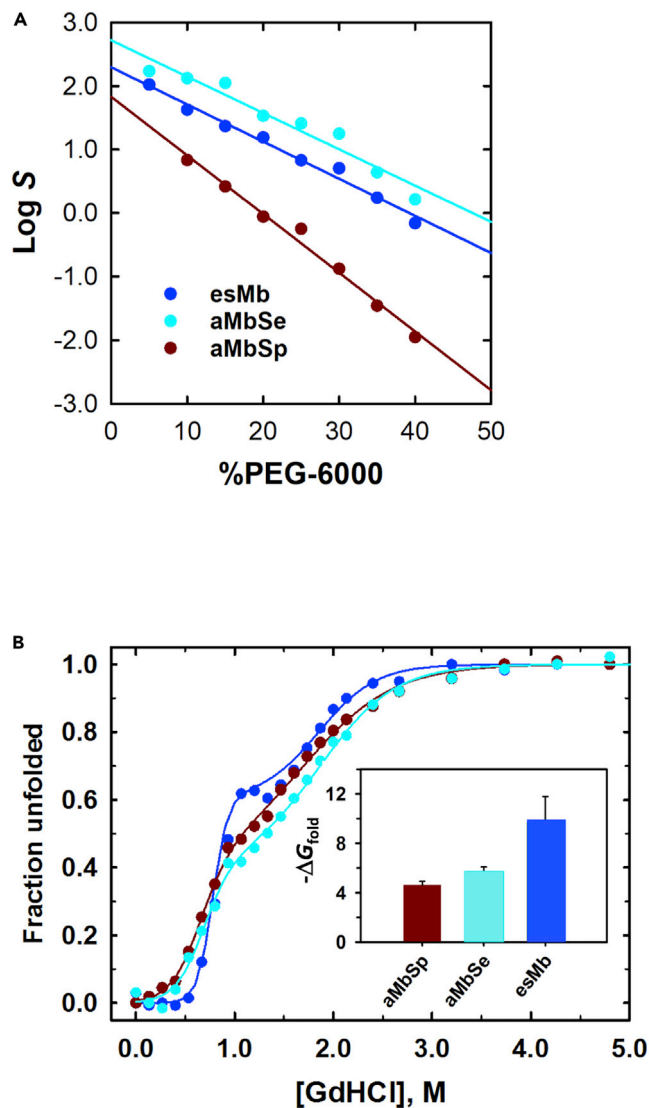 A
3.0
2.0
1.0
0.0
-1.0
-2.0
-3.0
Log S
esMb
aMbSe
aMbSp
0 10 20 30 40 50
%PEG-6000
B
1.0
0.8
0.6
0.4
0.2
0.0
Fraction unfolded
12
8
4
0
-ΔGfold
aMbSp
aMbSe
esMb
0.0 1.0 2.0 3.0 4.0 5.0
[GdHCl], M